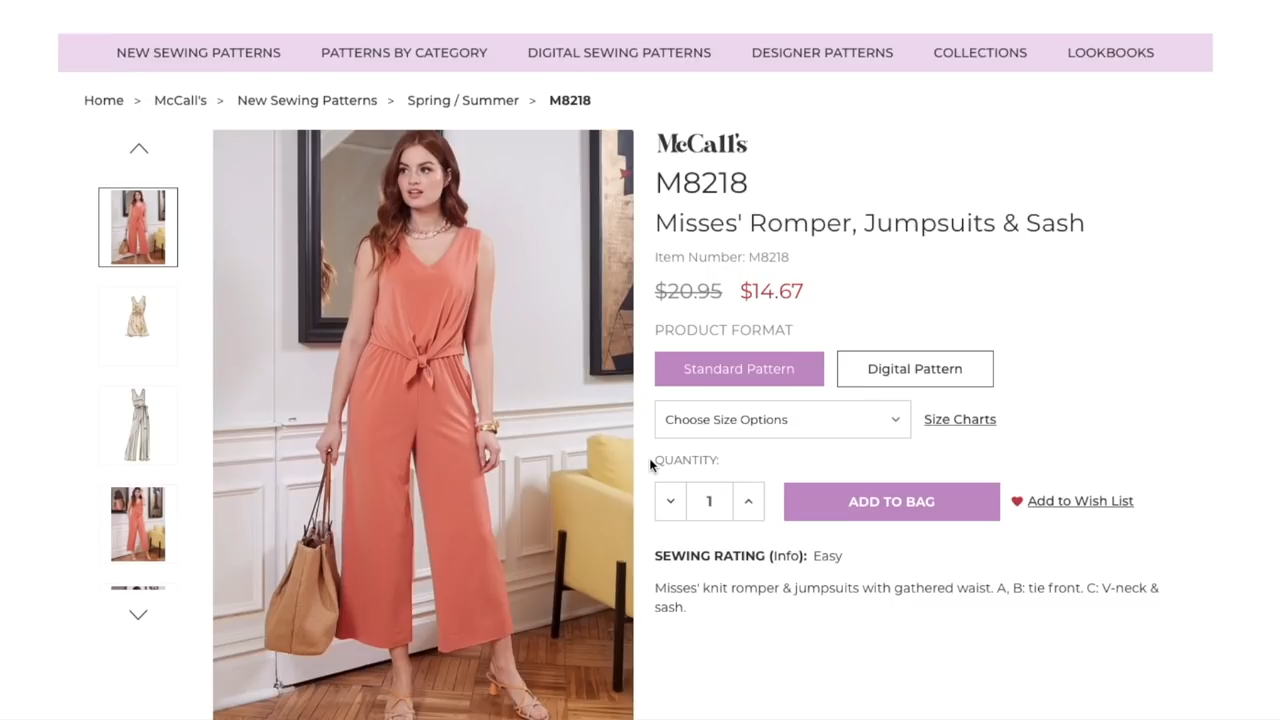 NEW SEWING PATTERNS PATTERNS BY CATEGORY DIGITAL SEWING PATTERNS DESIGNER PATTERNS COLLECTIONS LOOKBOOKS
Home > McCall's > New Sewing Patterns > Spring / Summer > M8218
McCall's
M8218
Misses' Romper, Jumpsuits & Sash
Item Number: M8218
$20.95 $14.67
PRODUCT FORMAT
Standard Pattern Digital Pattern
Choose Size Options Size Charts
QUANTITY:
1 ADD TO BAG Add to Wish List
SEWING RATING (Info): Easy
Misses' knit romper & jumpsuits with gathered waist. A, B: tie front. C: V-neck &
sash.